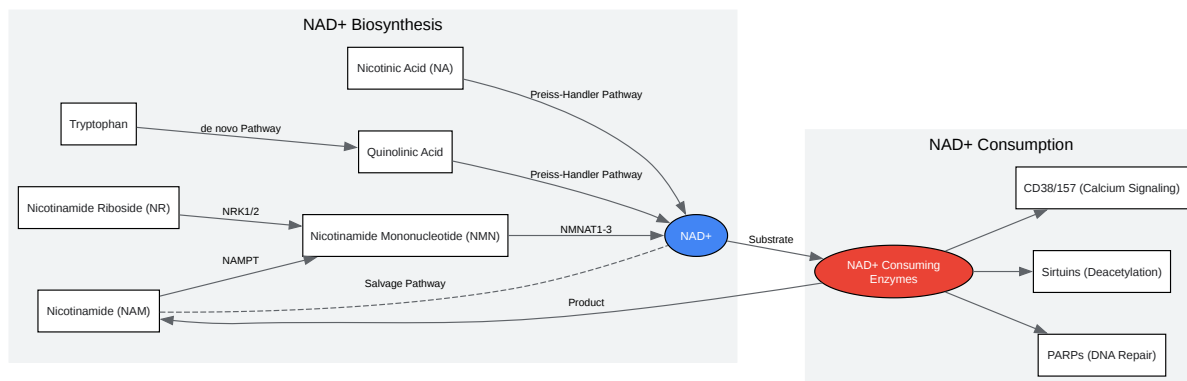 NAD+ Biosynthesis
Nicotinic Acid (NA)
Preiss-Handler Pathway
Tryptophan
de novo Pathway
Quinolinic Acid
Preiss-Handler Pathway
Nicotinamide Riboside (NR)
NRK1/2
Nicotinamide Mononucleotide (NMN)
NMNAT1-3
NAD+
NAMPT
Salvage Pathway
Nicotinamide (NAM)
Substrate
Product
NAD+ Consumption
CD38/157 (Calcium Signaling)
NAD+ Consuming
Enzymes
Sirtuins (Deacetylation)
PARPs (DNA Repair)